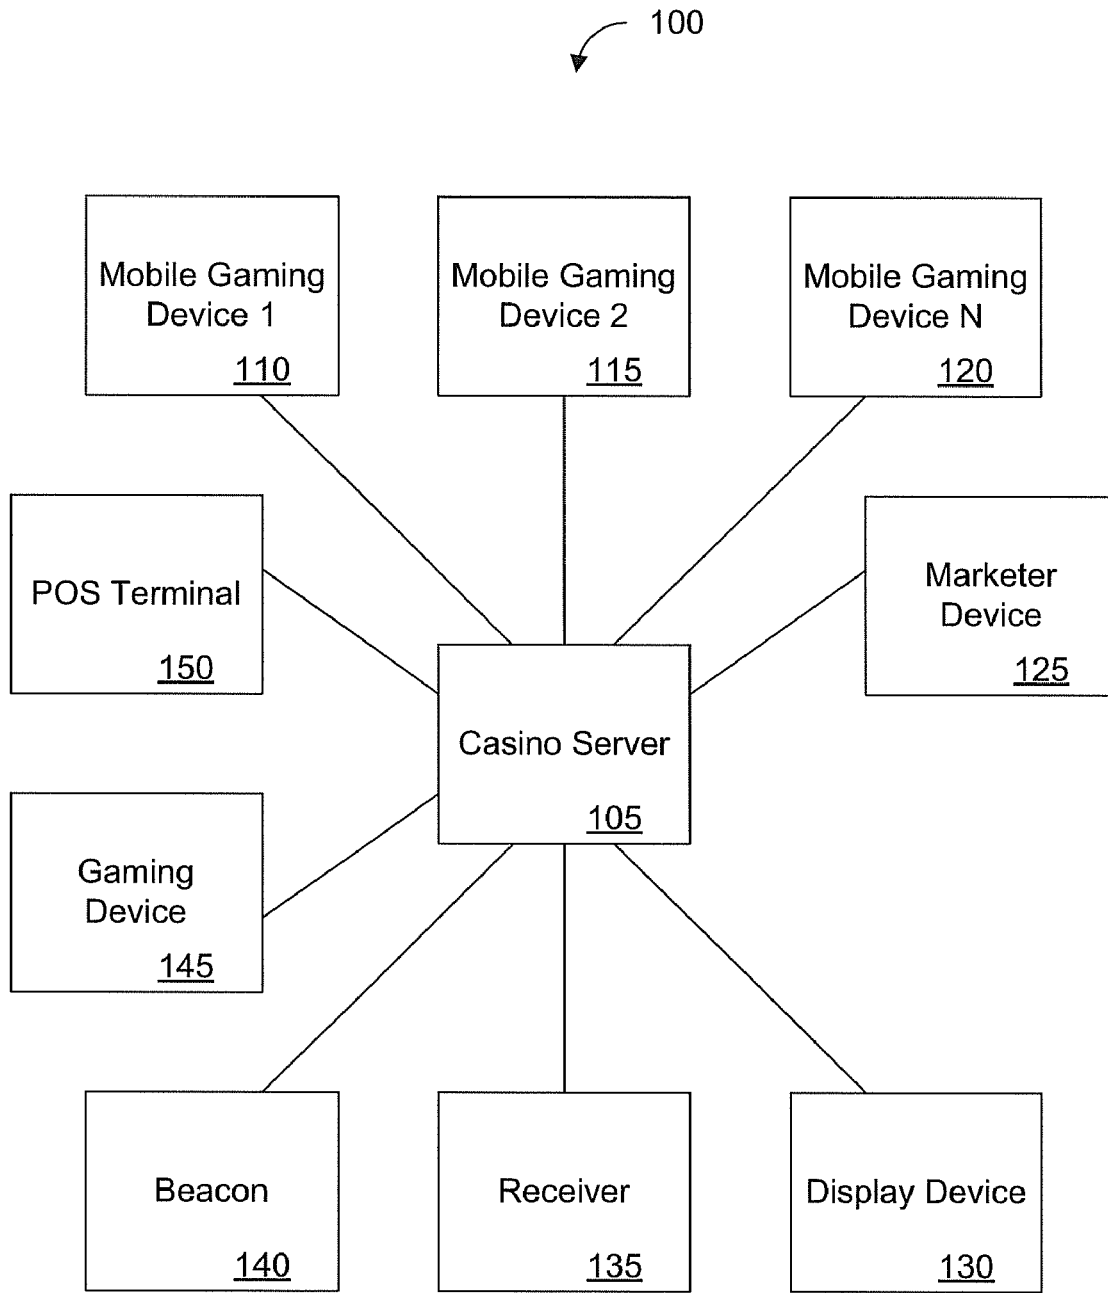 100
Mobile Gaming
Device 1
110
Mobile Gaming
Device 2
115
Mobile Gaming
Device N
120
POS Terminal
150
Marketer
Device
125
Casino Server
105
Gaming
Device
145
Beacon
140
Receiver
135
Display Device
130